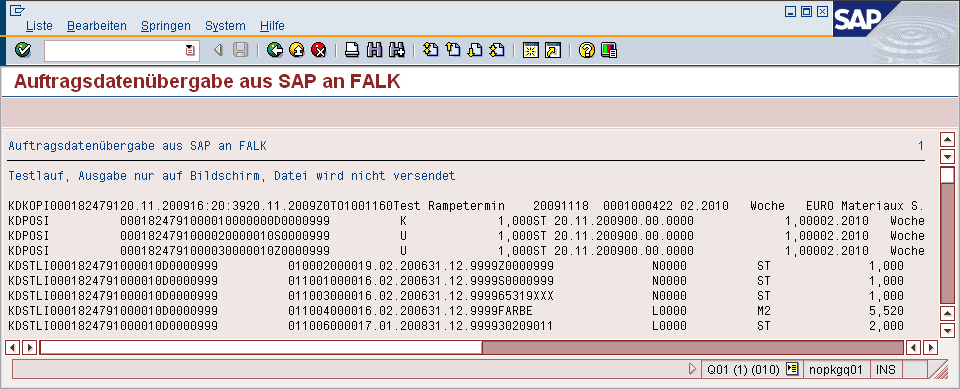 Liste Bearbeiten Springen System Hilfe
SAP
Auftragsdatenübergabe aus SAP an FALK
Auftragsdatenübergabe aus SAP an FALK 1
Testlauf, Ausgabe nur auf Bildschirm, Datei wird nicht versendet
KDKOPI000182479120.11.200916:20:3920.11.2009Z0T01001160Test Rampetermin 20091118 0001000422 02.2010 Woche EURO Materiaux S.
KDPOSI 0001824791000010000000D0000999 K 1,000ST 20.11.200900.00.0000 1,00002.2010 Woche
KDPOSI 0001824791000020000010S0000999 U 1,000ST 20.11.200900.00.0000 1,00002.2010 Woche
KDPOSI 0001824791000030000010Z0000999 U 1,000ST 20.11.200900.00.0000 1,00002.2010 Woche
KDSTLI0001824791000010D0000999 010002000019.02.200631.12.9999Z0000999 N0000 ST 1,000
KDSTLI0001824791000010D0000999 011001000016.02.200631.12.9999S0000999 N0000 ST 1,000
KDSTLI0001824791000010D0000999 011003000016.02.200631.12.999965319XXX N0000 ST 1,000
KDSTLI0001824791000010D0000999 011004000016.02.200631.12.9999FARBE L0000 M2 5,520
KDSTLI0001824791000010D0000999 011006000017.01.200831.12.999930209011 L0000 ST 2,000
Q01 (1) (010) nopkgq01 INS